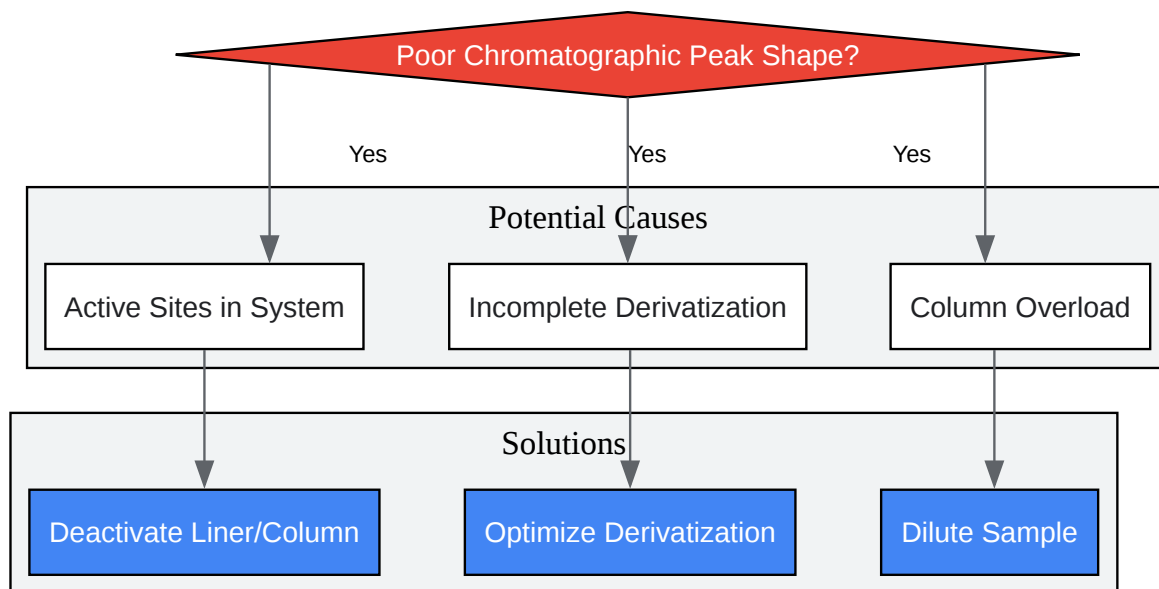 Poor Chromatographic Peak Shape?
Yes
Yes
Yes
Potential Causes
Active Sites in System
Incomplete Derivatization
Column Overload
Solutions
Deactivate Liner/Column
Optimize Derivatization
Dilute Sample